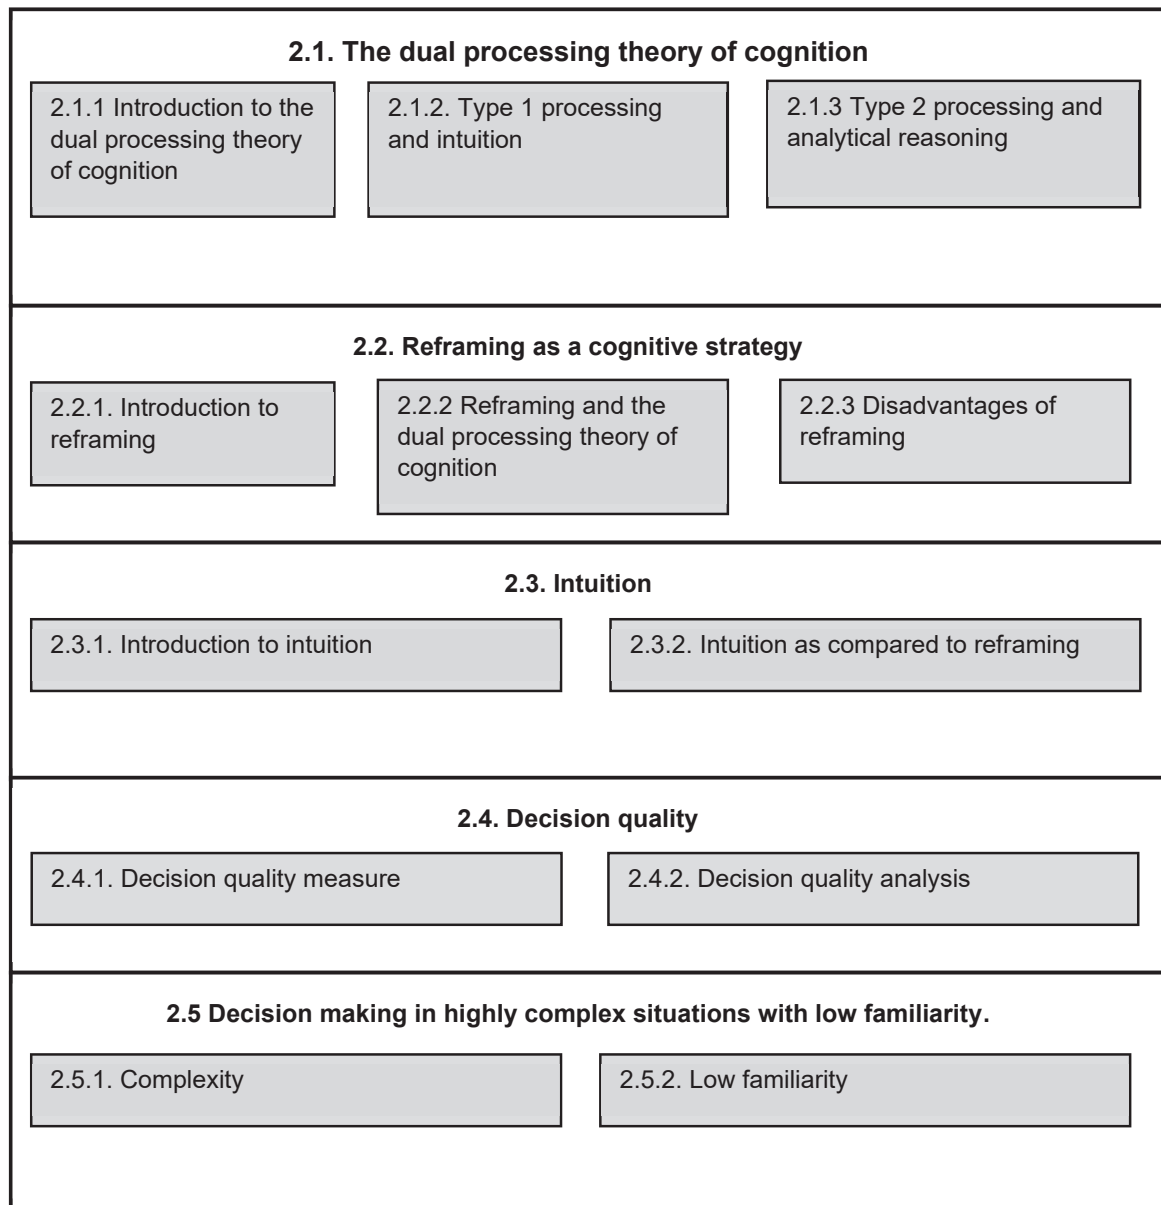 2.1. The dual processing theory of cognition
2.1.1 Introduction to the
dual processing theory
of cognition
2.1.2. Type 1 processing
and intuition
2.1.3 Type 2 processing and
analytical reasoning
2.2. Reframing as a cognitive strategy
2.2.1. Introduction to
reframing
2.2.2 Reframing and the
dual processing theory of
cognition
2.2.3 Disadvantages of
reframing
2.3. Intuition
2.3.1. Introduction to intuition
2.3.2. Intuition as compared to reframing
2.4. Decision quality
2.4.1. Decision quality measure
2.4.2. Decision quality analysis
2.5 Decision making in highly complex situations with low familiarity.
2.5.1. Complexity
2.5.2. Low familiarity